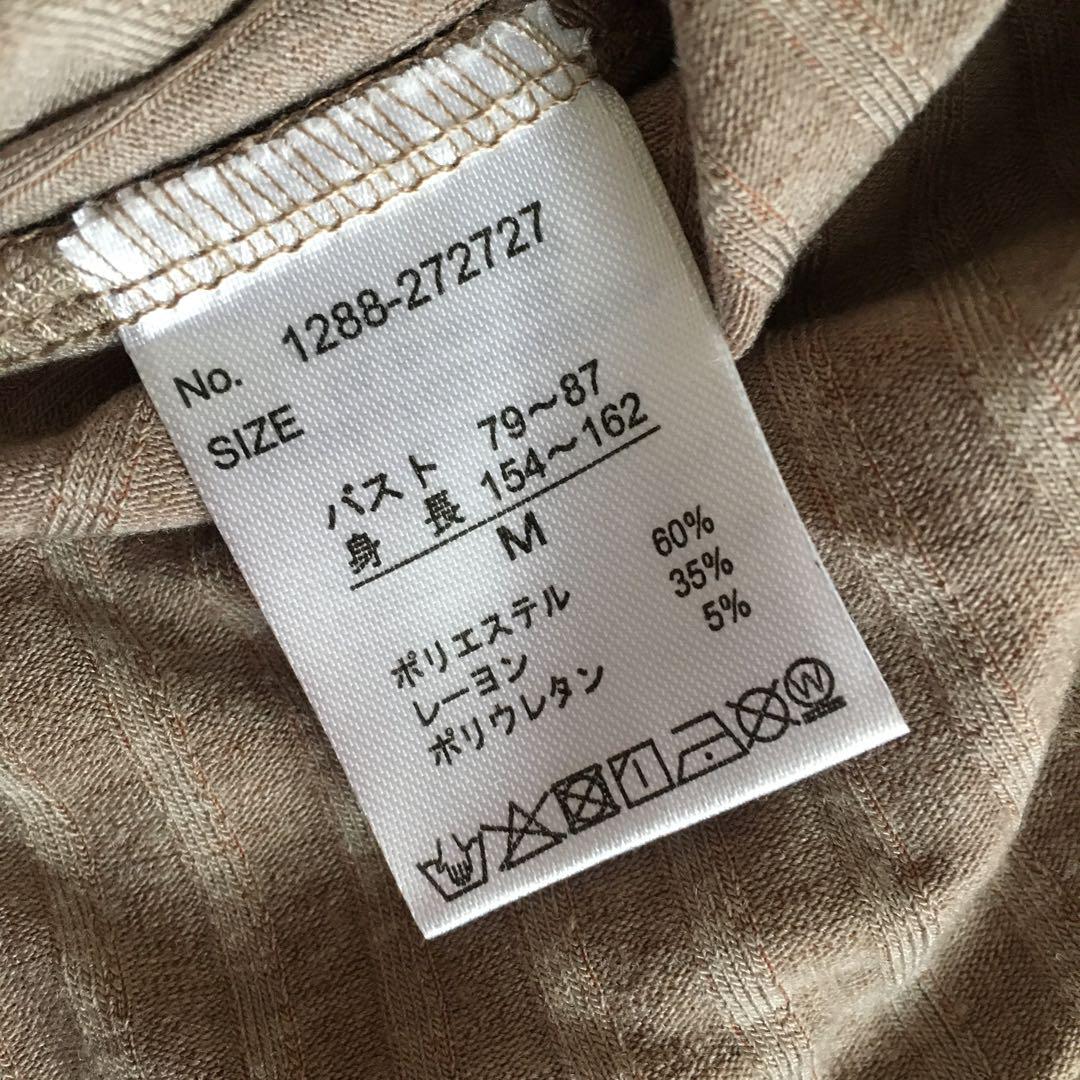 No. 1288-272727
SIZE
バスト 79～87
身長 154～162
M
ポリエステル 60%
レーヨン 35%
ポリウレタン 5%
W